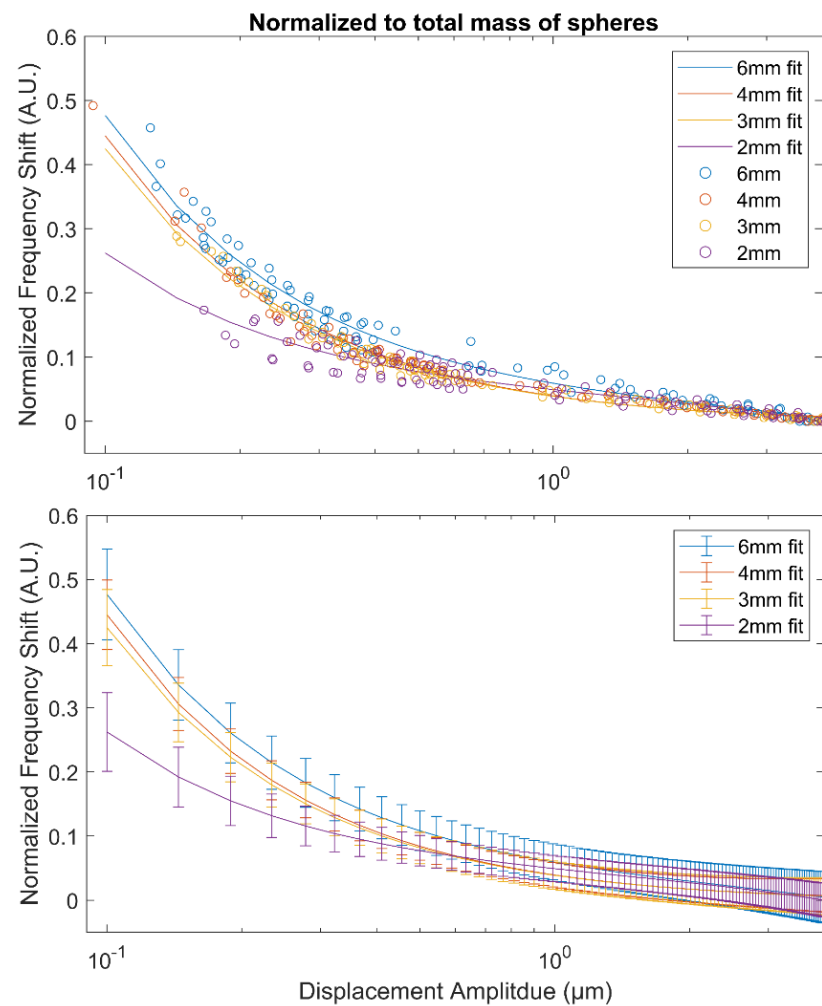 Normalized to total mass of spheres
Normalized Frequency Shift (A.U.)
0.6
0.5
0.4
0.3
0.2
0.1
0
10^-1
10^0
6mm fit
4mm fit
3mm fit
2mm fit
6mm
4mm
3mm
2mm
Normalized Frequency Shift (A.U.)
0.6
0.5
0.4
0.3
0.2
0.1
0
10^-1
10^0
6mm fit
4mm fit
3mm fit
2mm fit
Displacement Amplitdue (μm)